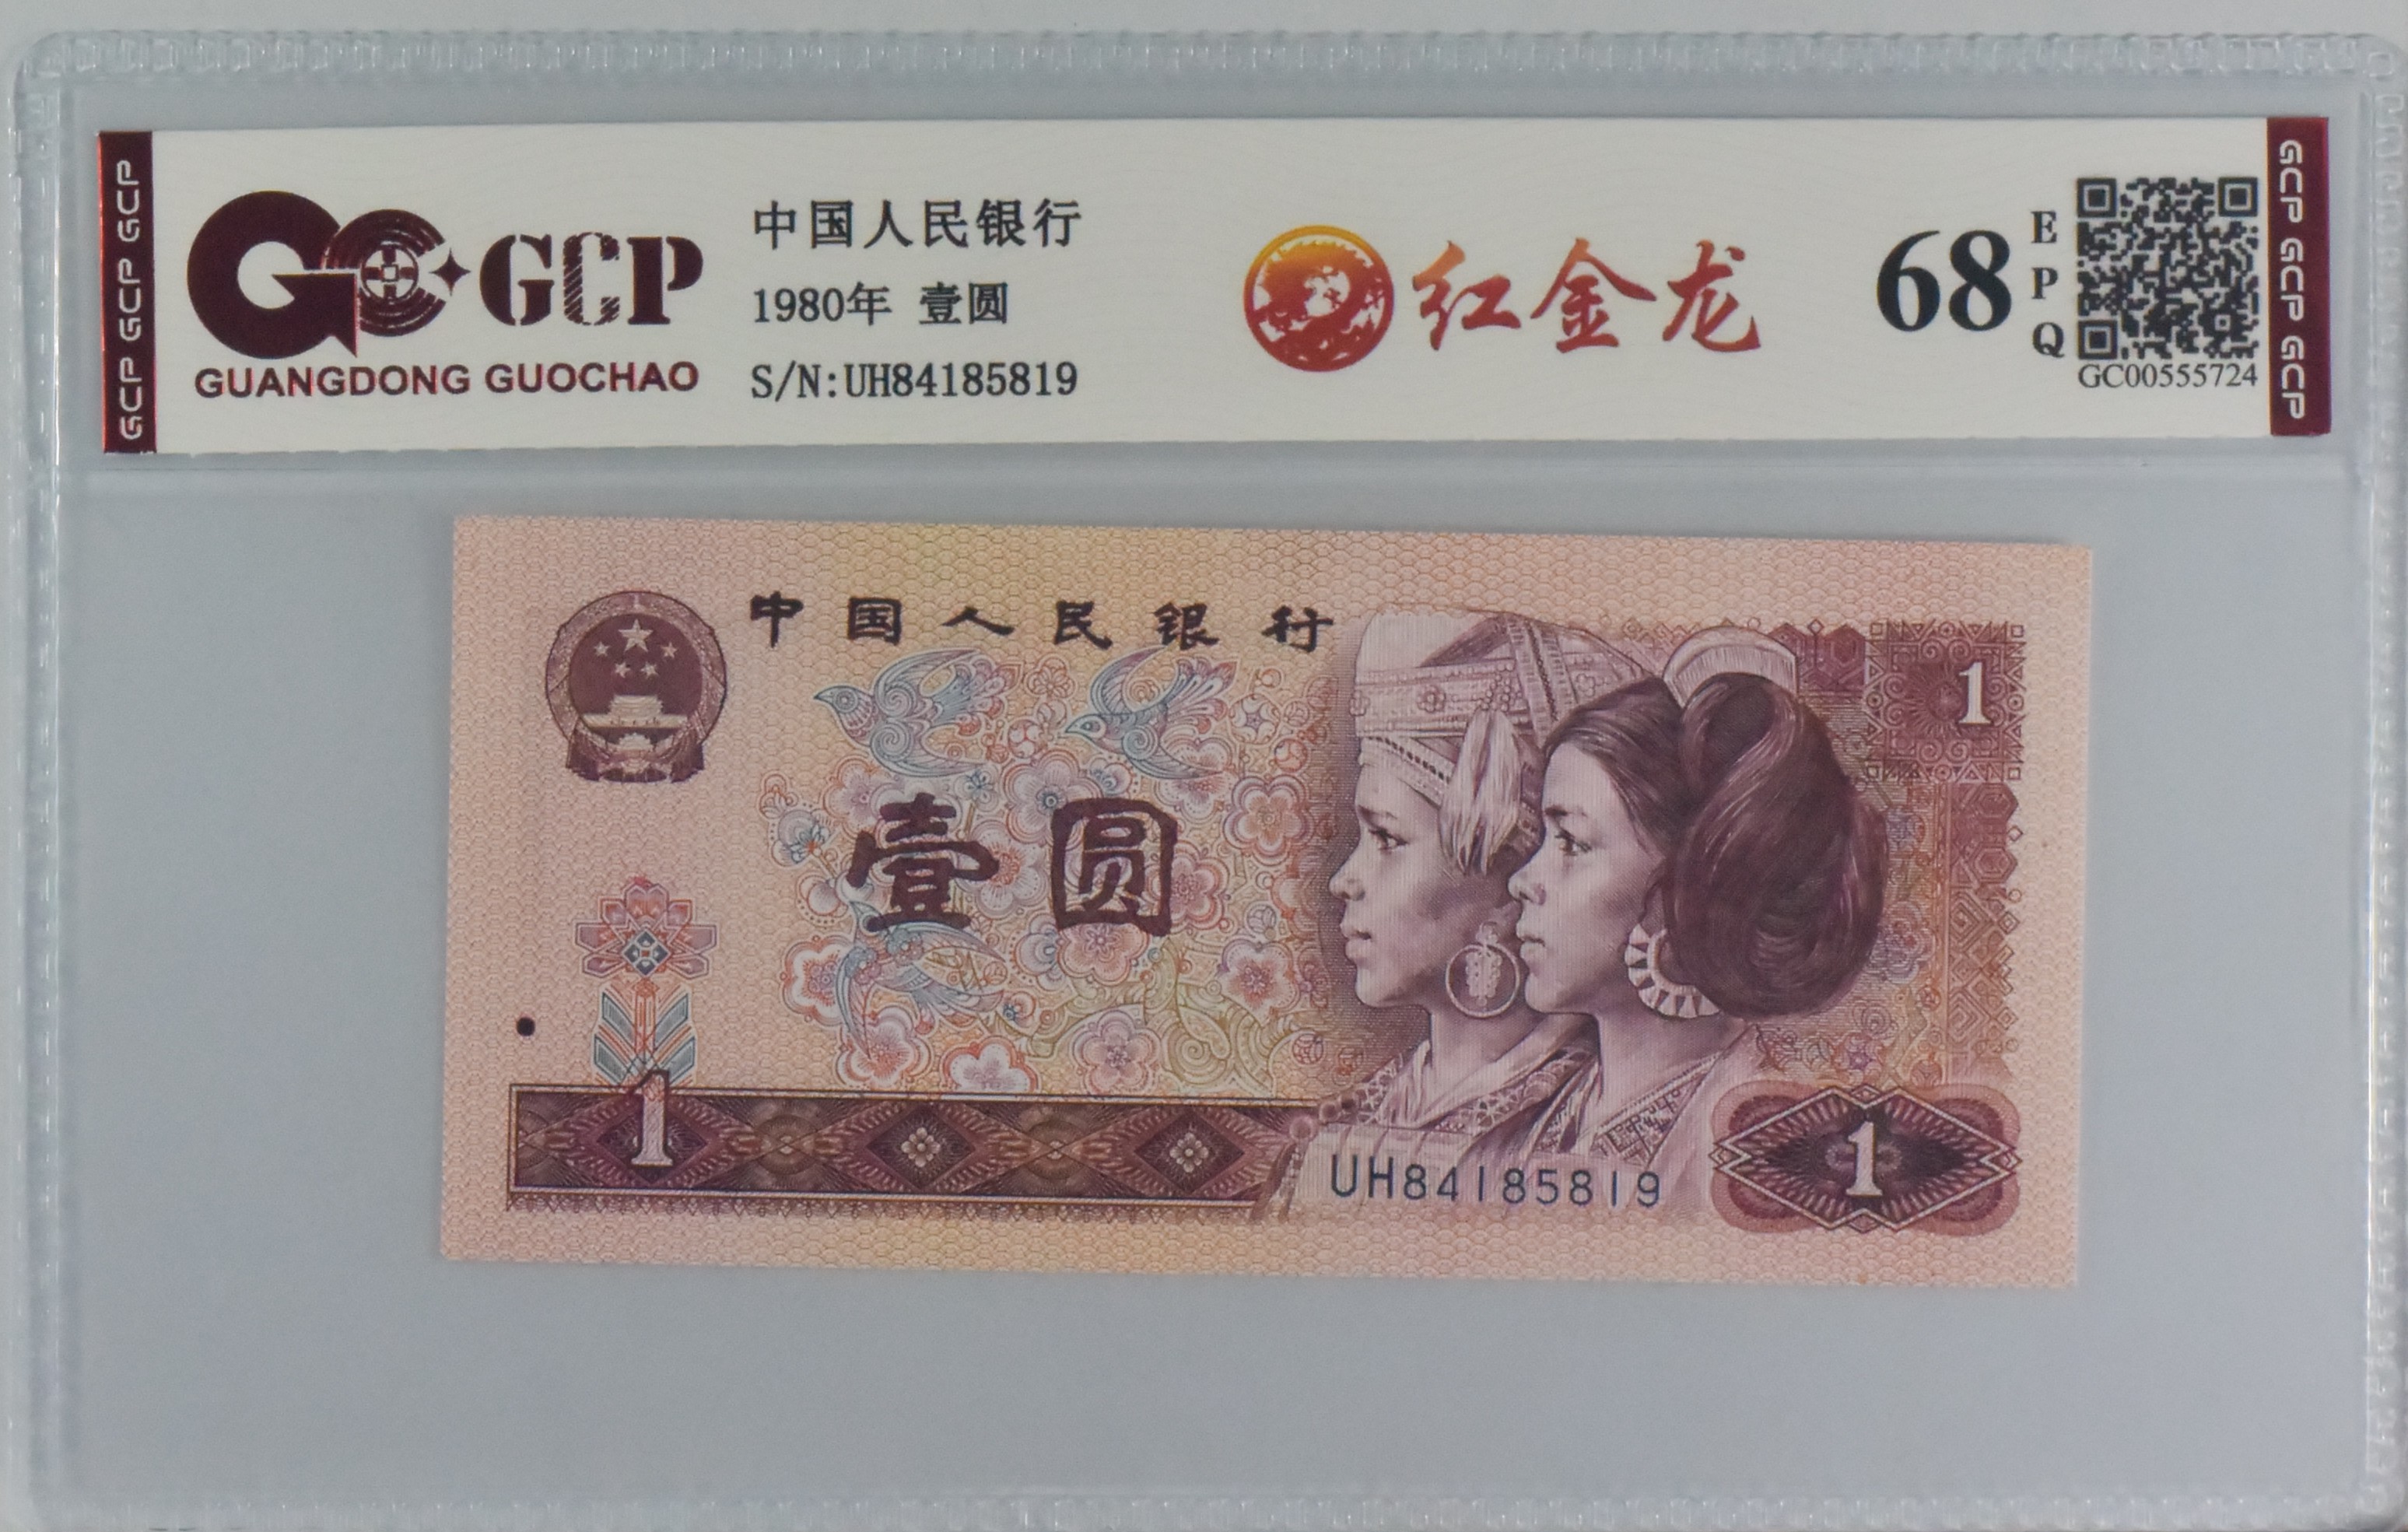 GCP GCP GCP
GCP
GUANGDONG GUOCHAO
中国人民银行
1980年 壹圆
S/N:UH84185819
红金龙
68
E
P
Q
GC00555724
GCP GCP GCP
中国人民银行
1
壹圆
1
UH84185819
1